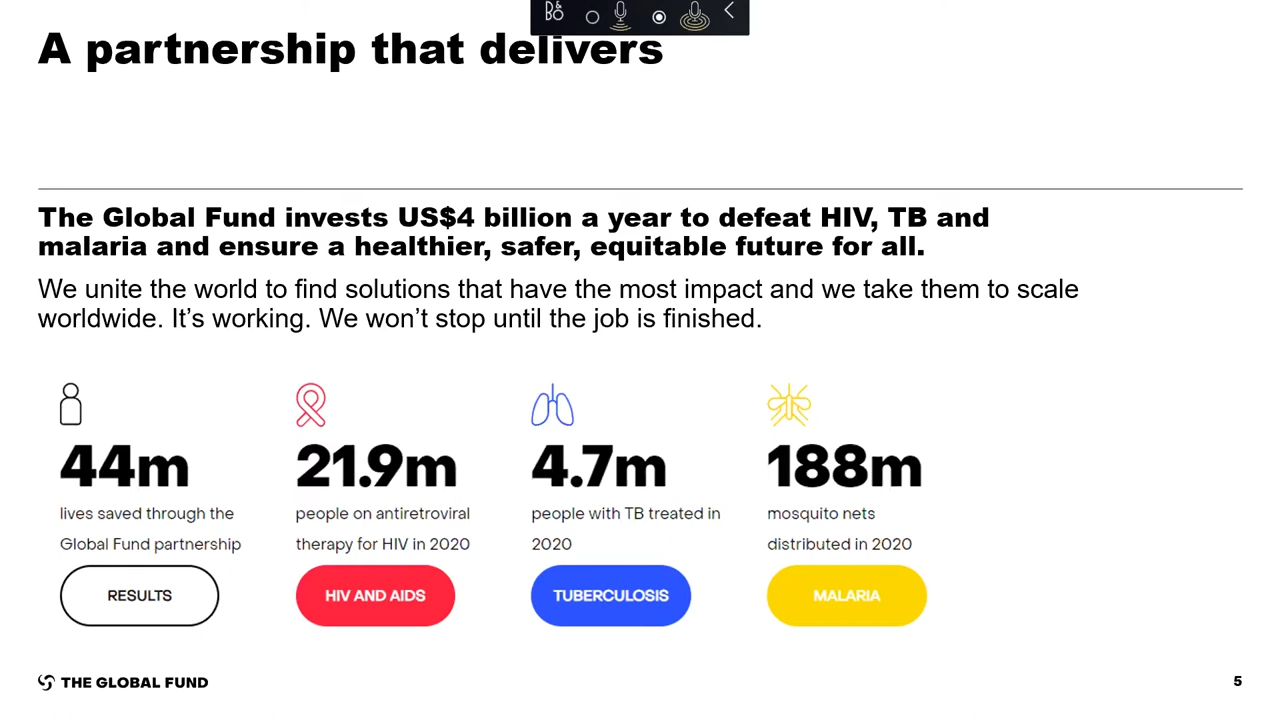 B&O
A partnership that delivers
The Global Fund invests US$4 billion a year to defeat HIV, TB and
malaria and ensure a healthier, safer, equitable future for all.
We unite the world to find solutions that have the most impact and we take them to scale
worldwide. It’s working. We won’t stop until the job is finished.
44m
lives saved through the
Global Fund partnership
RESULTS
21.9m
people on antiretroviral
therapy for HIV in 2020
HIV AND AIDS
4.7m
people with TB treated in
2020
TUBERCULOSIS
188m
mosquito nets
distributed in 2020
MALARIA
THE GLOBAL FUND
5